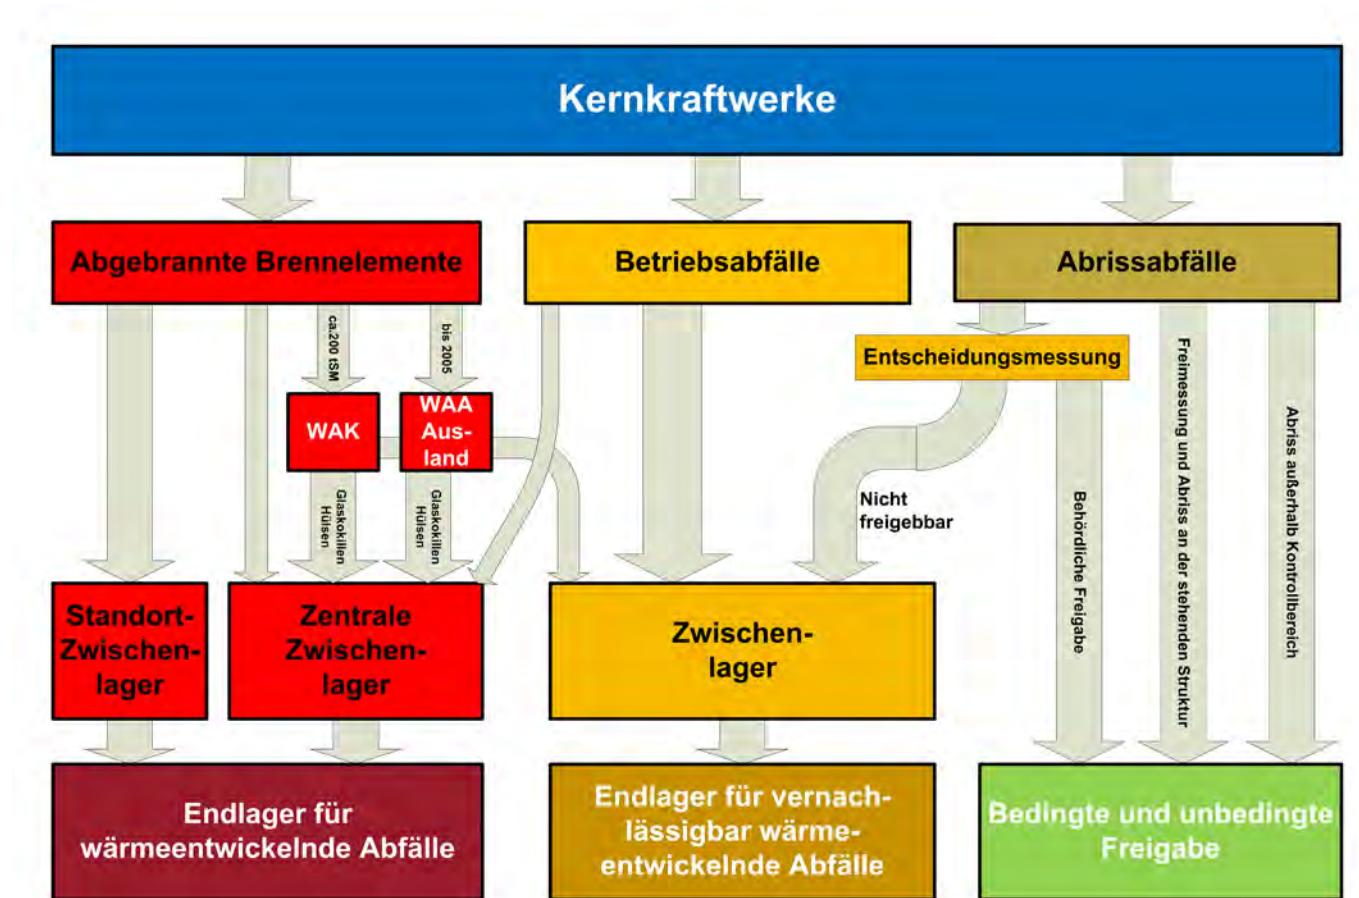 Kernkraftwerke
Abgebrannte Brennelemente
Betriebsabfälle
Abrissabfälle
ca.200 tSM
bis 2005
Entscheidungsmessung
WAK
WAA
Aus-
land
Glaskokillen
Hülsen
Glaskokillen
Hülsen
Nicht
freigebbar
Behördliche Freigabe
Freimessung und Abriss an der stehenden Struktur
Abriss außerhalb Kontrollbereich
Standort-
Zwischen-
lager
Zentrale
Zwischen-
lager
Zwischen-
lager
Endlager für
wärmeentwickelnde Abfälle
Endlager für vernach-
lässigbar wärme-
entwickelnde Abfälle
Bedingte und unbedingte
Freigabe